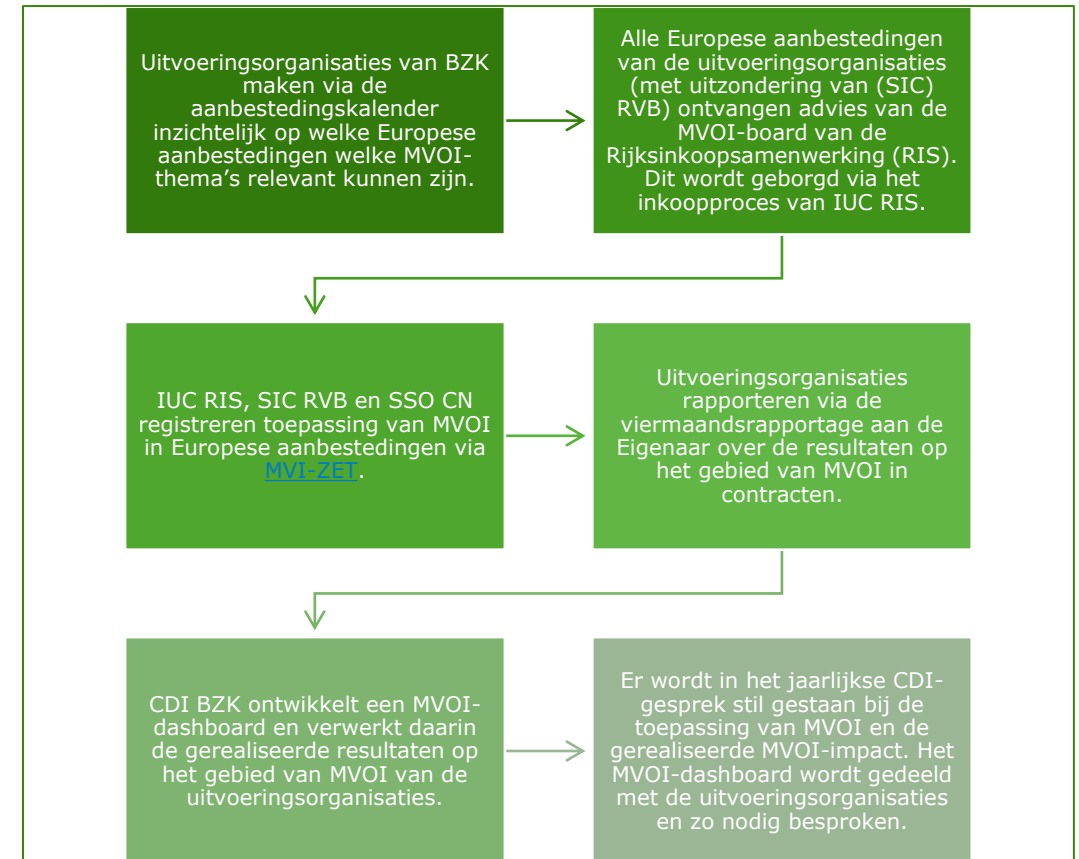 Uitvoeringsorganisaties van BZK
maken via de
aanbestedingskalender
inzichtelijk op welke Europese
aanbestedingen welke MVOI-
thema's relevant kunnen zijn.
Alle Europese aanbestedingen
van de uitvoeringsorganisaties
(met uitzondering van (SIC)
RVB) ontvangen advies van de
MVOI-board van de
Rijksinkoopsamenwerking (RIS).
Dit wordt geborgd via het
inkoopproces van IUC RIS.
IUC RIS, SIC RVB en SSO CN
registreren toepassing van MVOI
in Europese aanbestedingen via
MVI-ZET.
Uitvoeringsorganisaties
rapporteren via de
viermaandsrapportage aan de
Eigenaar over de resultaten op
het gebied van MVOI in
contracten.
CDI BZK ontwikkelt een MVOI-
dashboard en verwerkt daarin
de gerealiseerde resultaten op
het gebied van MVOI van de
uitvoeringsorganisaties.
Er wordt in het jaarlijkse CDI-
gesprek stil gestaan bij de
toepassing van MVOI en de
gerealiseerde MVOI-impact. Het
MVOI-dashboard wordt gedeeld
met de uitvoeringsorganisaties
en zo nodig besproken.